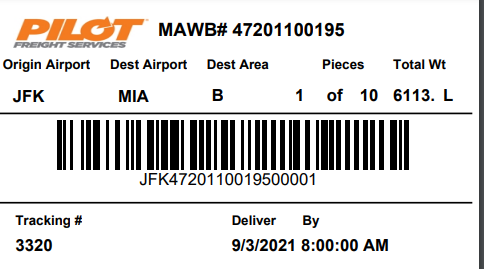 PILOT
FREIGHT SERVICES
MAWB# 47201100195
Origin Airport Dest Airport Dest Area Pieces Total Wt
JFK MIA B 1 of 10 6113. L
JFK4720110019500001
Tracking # Deliver By
3320 9/3/2021 8:00:00 AM